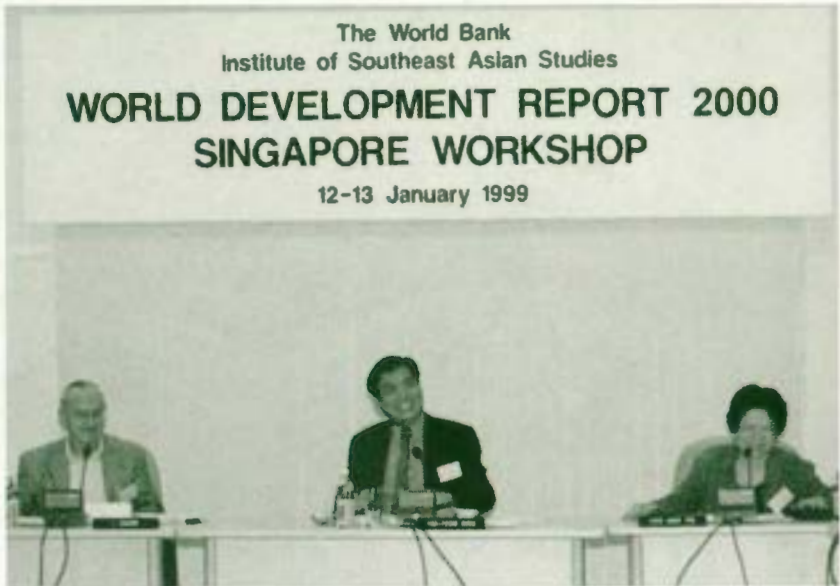 The World Bank
Institute of Southeast Asian Studies
WORLD DEVELOPMENT REPORT 2000
SINGAPORE WORKSHOP
12-13 January 1999